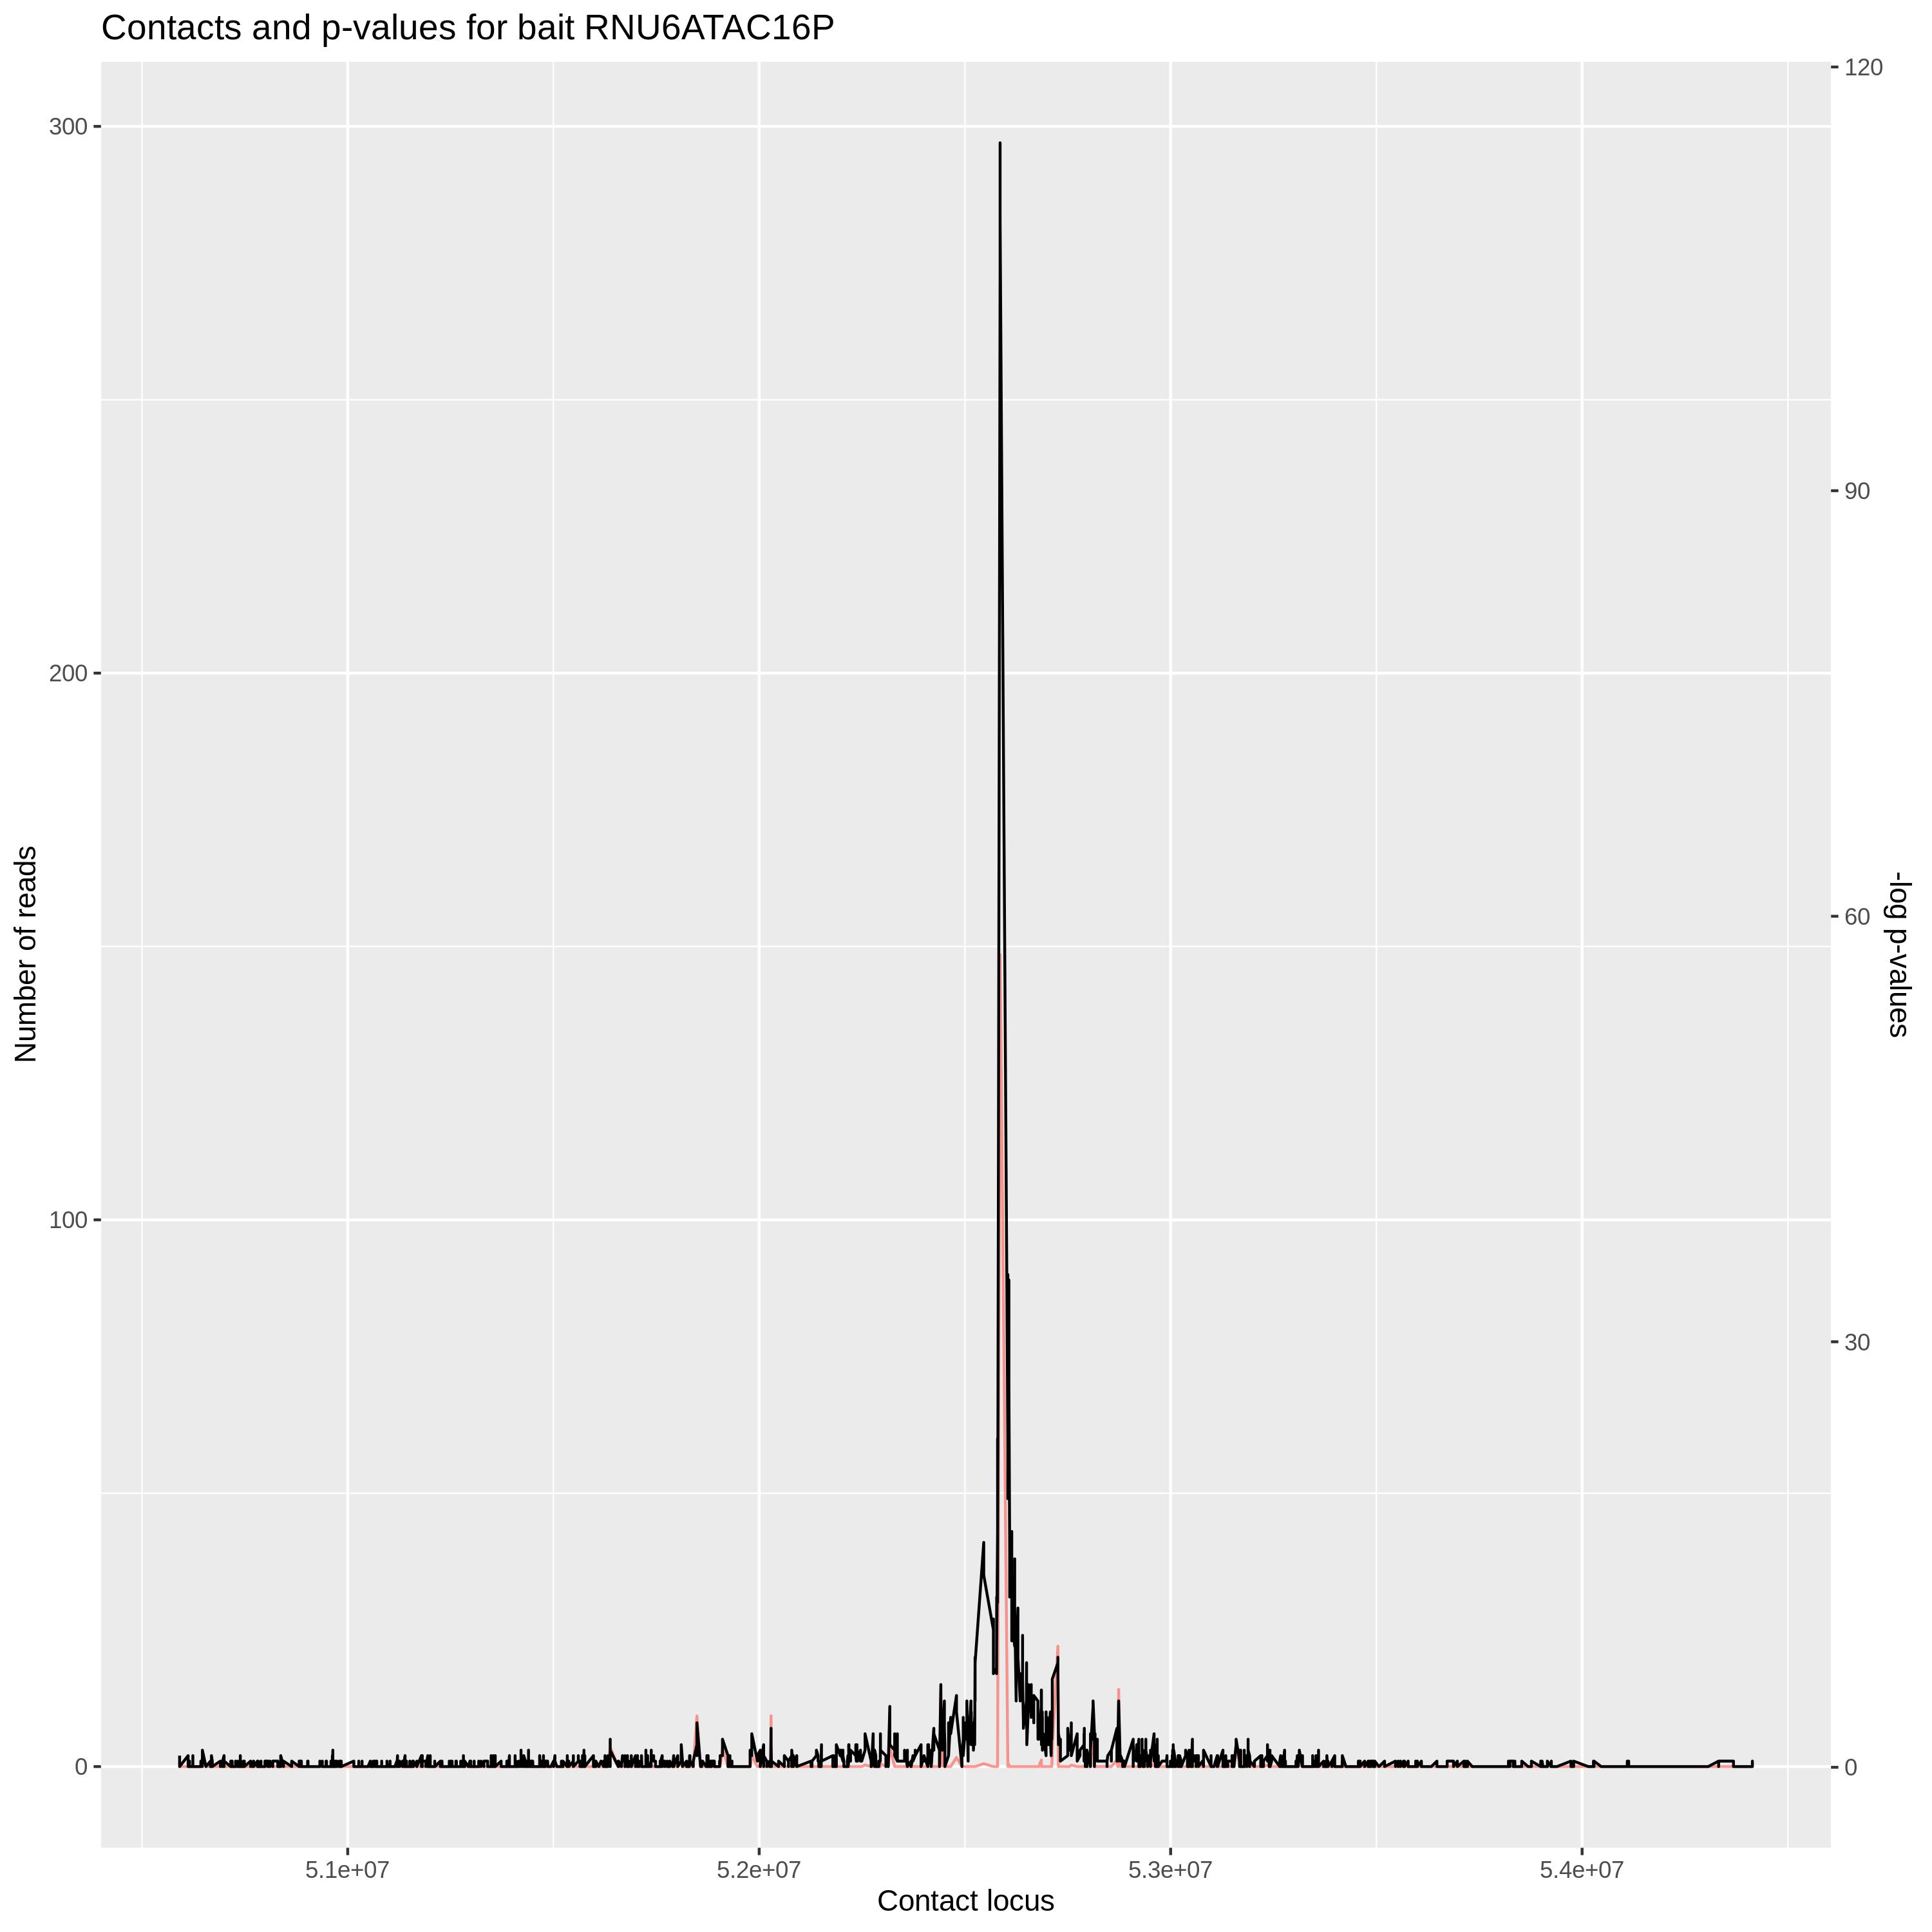 Contacts and p-values for bait RNU6ATAC16P
120
300
90
200
Number of reads
-log p-values
60
100
30
0
0
5.1e+07
5.2e+07
5.3e+07
5.4e+07
Contact locus